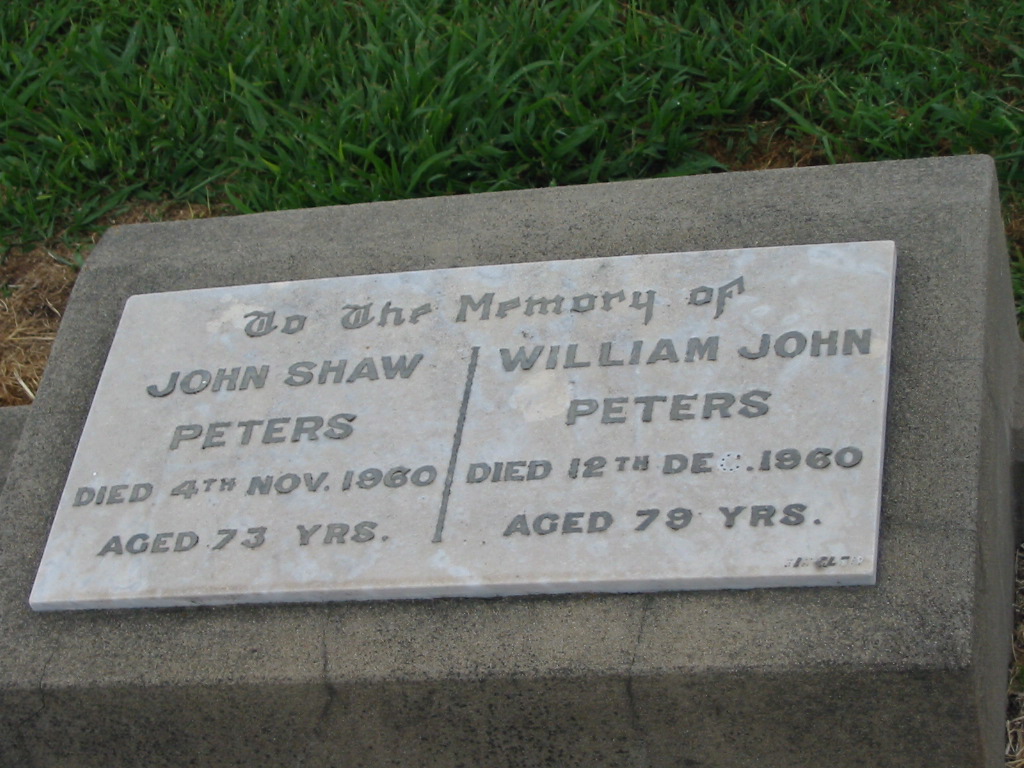 To The Memory of
JOHN SHAW
PETERS
DIED 4TH NOV. 1960
AGED 73 YRS.
WILLIAM JOHN
PETERS
DIED 12TH DEC. 1960
AGED 79 YRS.